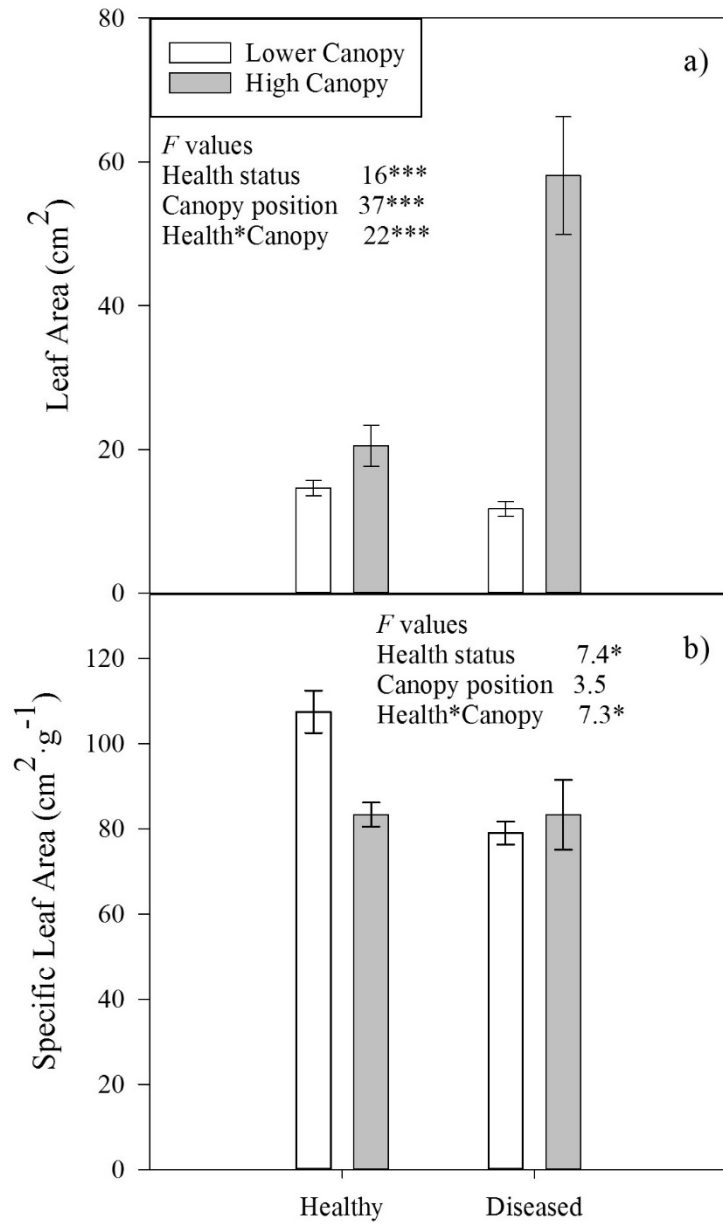 80
Lower Canopy
High Canopy
a)
F values
Health status 16***
Canopy position 37***
Health*Canopy 22***
60
40
20
0
Leaf Area (cm²)
F values
Health status 7.4*
Canopy position 3.5
Health*Canopy 7.3*
b)
120
100
80
60
40
20
0
Specific Leaf Area (cm²·g⁻¹)
Healthy Diseased